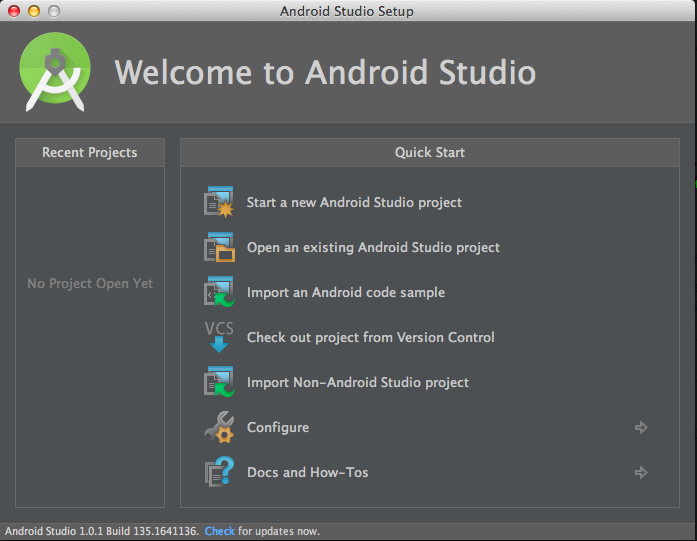 Android Studio Setup
Welcome to Android Studio
Recent Projects
No Project Open Yet
Quick Start
Start a new Android Studio project
Open an existing Android Studio project
Import an Android code sample
VCS
Check out project from Version Control
Import Non-Android Studio project
Configure
Docs and How-Tos
Android Studio 1.0.1 Build 135.1641136. Check for updates now.